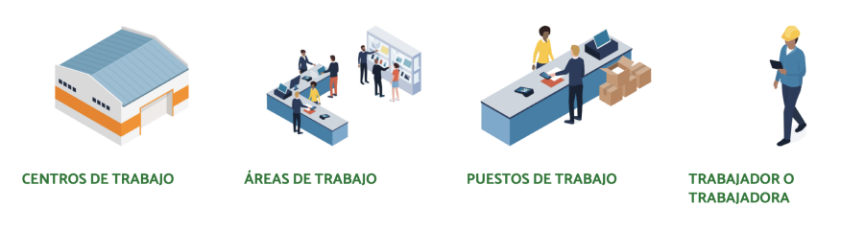 CENTROS DE TRABAJO
ÁREAS DE TRABAJO
PUESTOS DE TRABAJO
TRABAJADOR O
TRABAJADORA